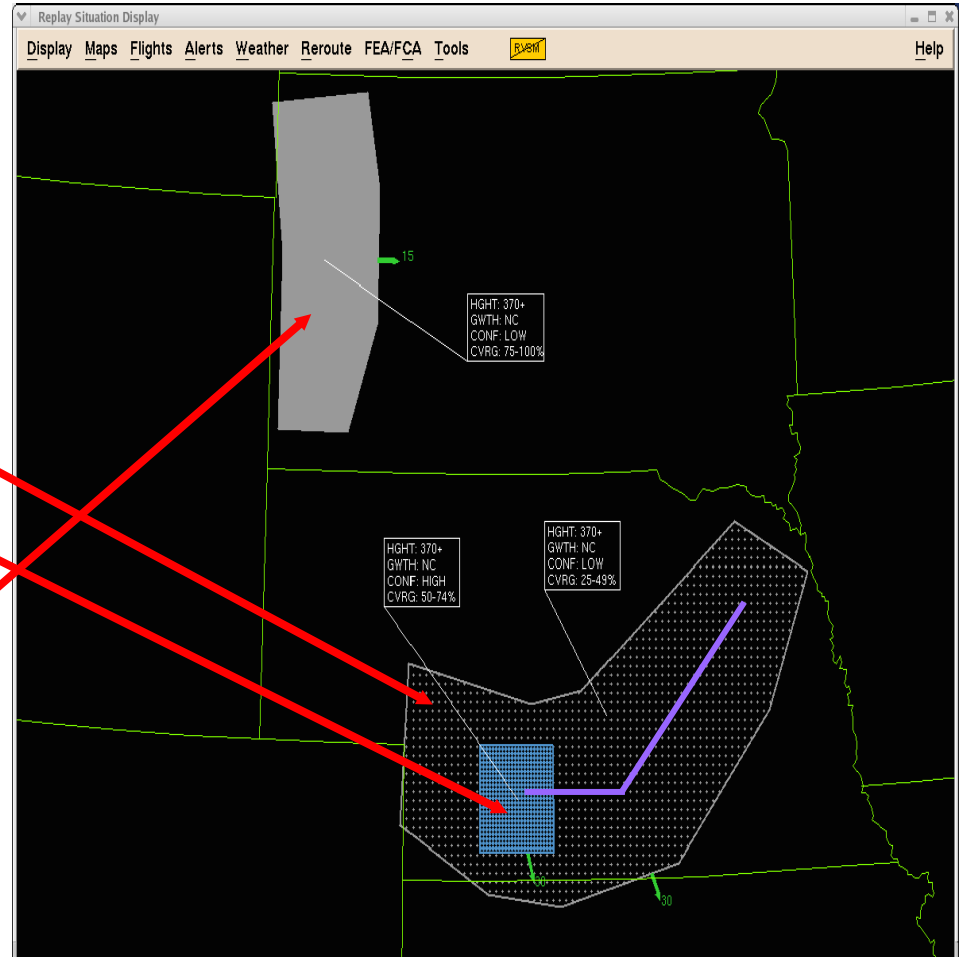 Replay Situation Display
Display Maps Flights Alerts Weather Reroute FEA/FCA Tools RVSM Help
15
HGHT: 370+
GWTH: NC
CONF: LOW
CVRG: 75-100%
HGHT: 370+
GWTH: NC
CONF: HIGH
CVRG: 50-74%
HGHT: 370+
GWTH: NC
CONF: LOW
CVRG: 25-49%
30
30